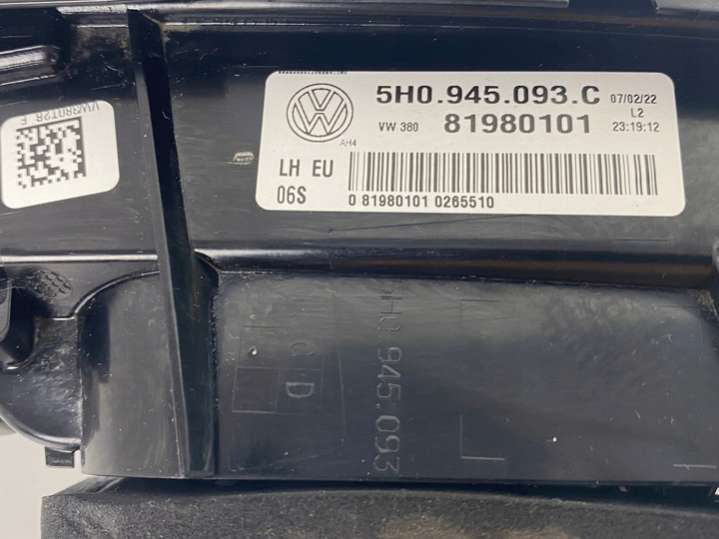 VW380T28 F
5H0.945.093.C 07/02/22
L2
VW 380 81980101 23:19:12
AH4
LH EU
06S
0 81980101 0265510
5H0 945.093
C
D